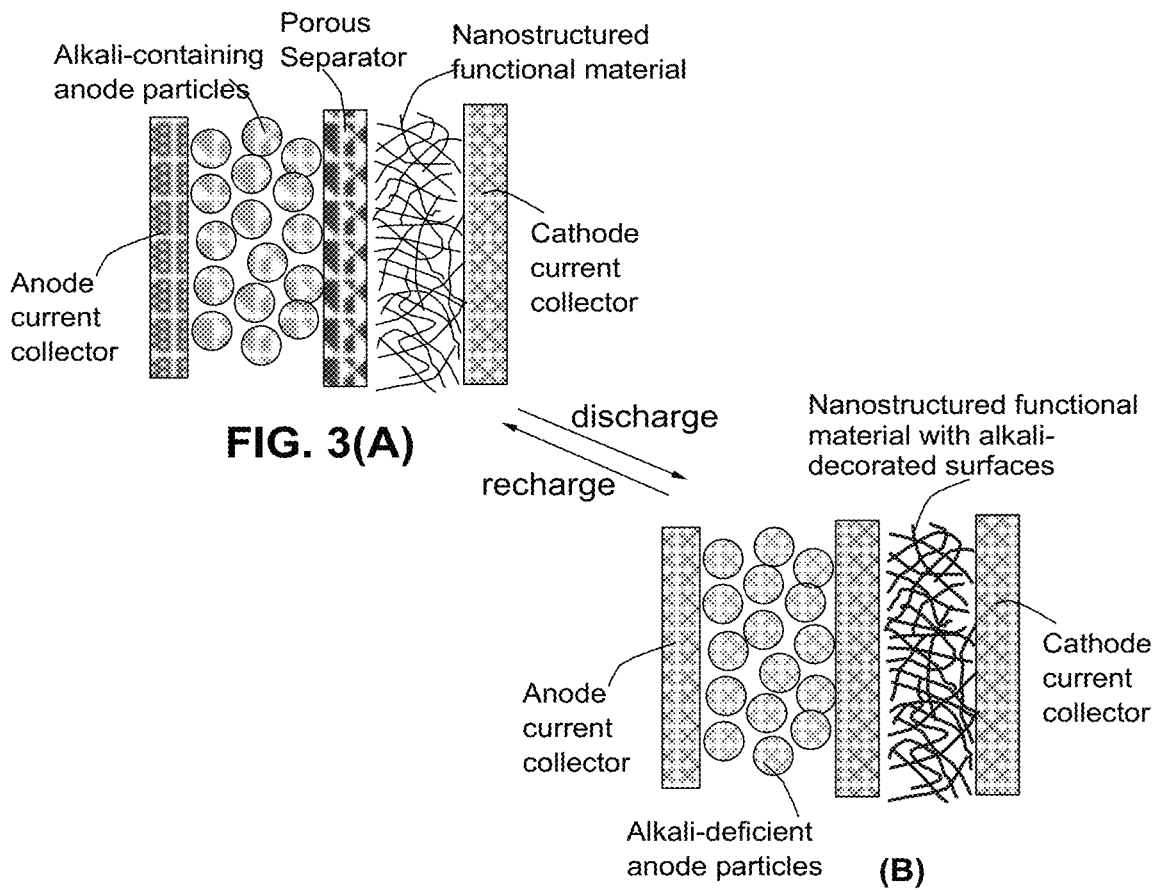 Porous
Separator
Alkali-containing
anode particles
Nanostructured
functional material
Anode
current
collector
Cathode
current
collector
FIG. 3(A)
discharge
recharge
Nanostructured functional
material with alkali-
decorated surfaces
Anode
current
collector
Cathode
current
collector
Alkali-deficient
anode particles
(B)